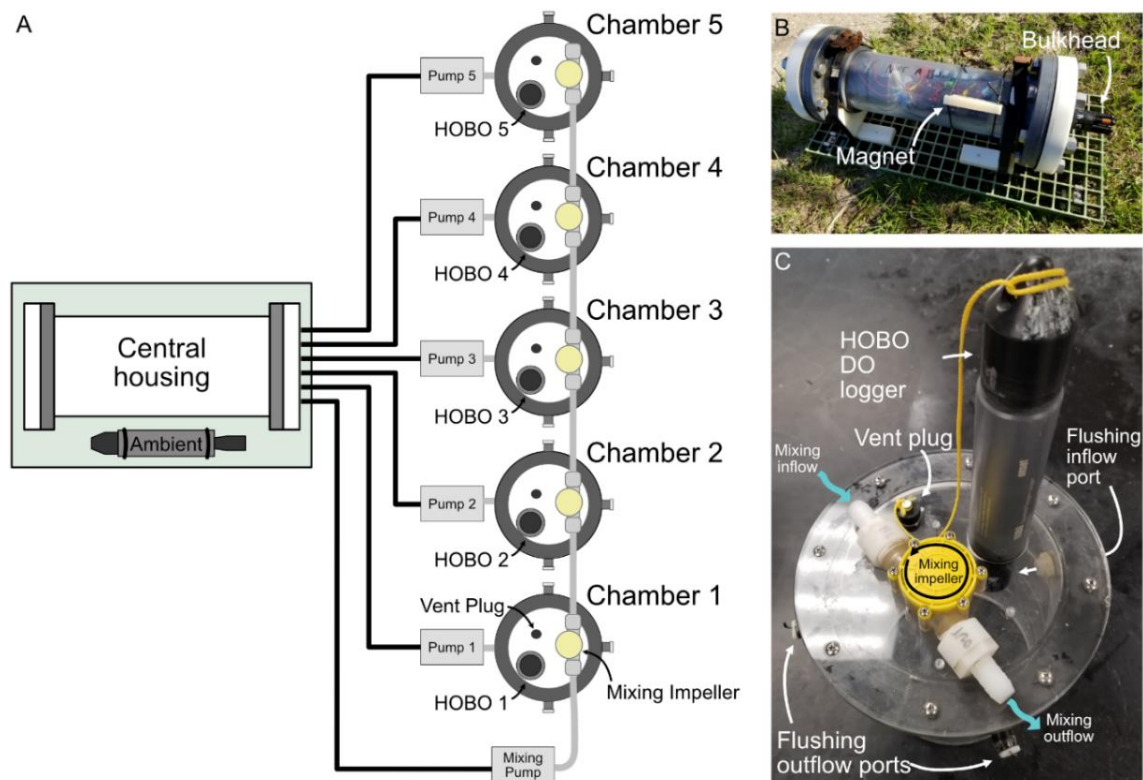 A
Chamber 5
Pump 5
HOBO 5
Chamber 4
Pump 4
HOBO 4
Chamber 3
Central
housing
Pump 3
HOBO 3
Ambient
Chamber 2
Pump 2
HOBO 2
Chamber 1
Vent Plug
Pump 1
HOBO 1
Mixing Impeller
Mixing
Pump
B
Bulkhead
Magnet
C
HOBO
DO
logger
Vent plug
Flushing
inflow
port
Mixing
inflow
Mixing
impeller
Flushing
outflow ports
Mixing
outflow